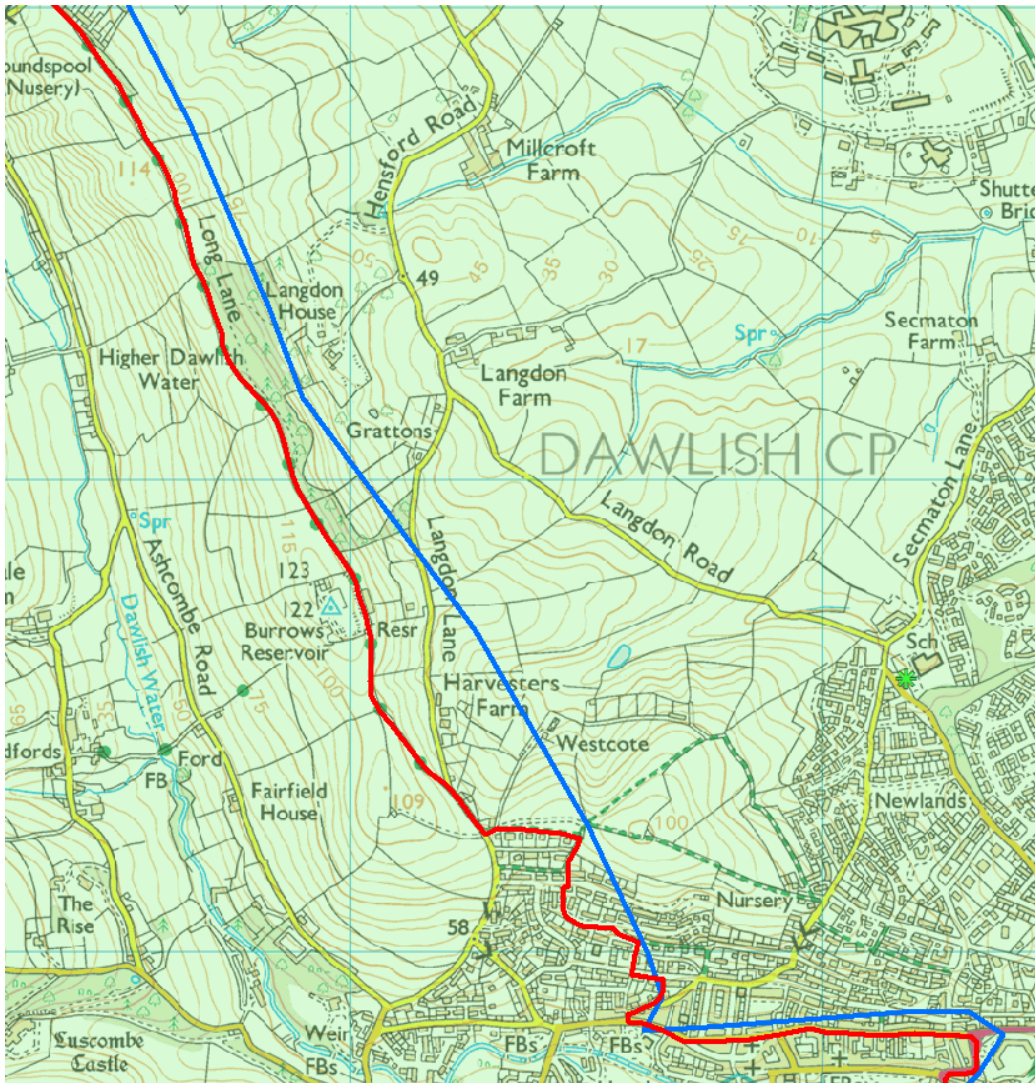 oundspool
(Nusery)
Hensford Road
Millcroft
Farm
114
100
75
Shutte
Bric
Long Lane
50
45
35
30
25
15
10
5
49
Langdon
House
Spr
17
Secmaton
Farm
Higher Dawlish
Water
Langdon
Farm
Grattons
DAWLISH CP
Secmaton Lane
Langdon Road
Spr
Ashcombe Road
Langdon Lane
115
123
122
Burrows
Reservoir
Resr
Dawlish Water
Sch
Harvesters
Farm
100
65
35
50
75
Westcote
dfords
FB
Ford
Fairfield
House
109
100
Newlands
The
Rise
Nursery
58
Weir
FBs
FBs
FBs
Luscombe
Castle